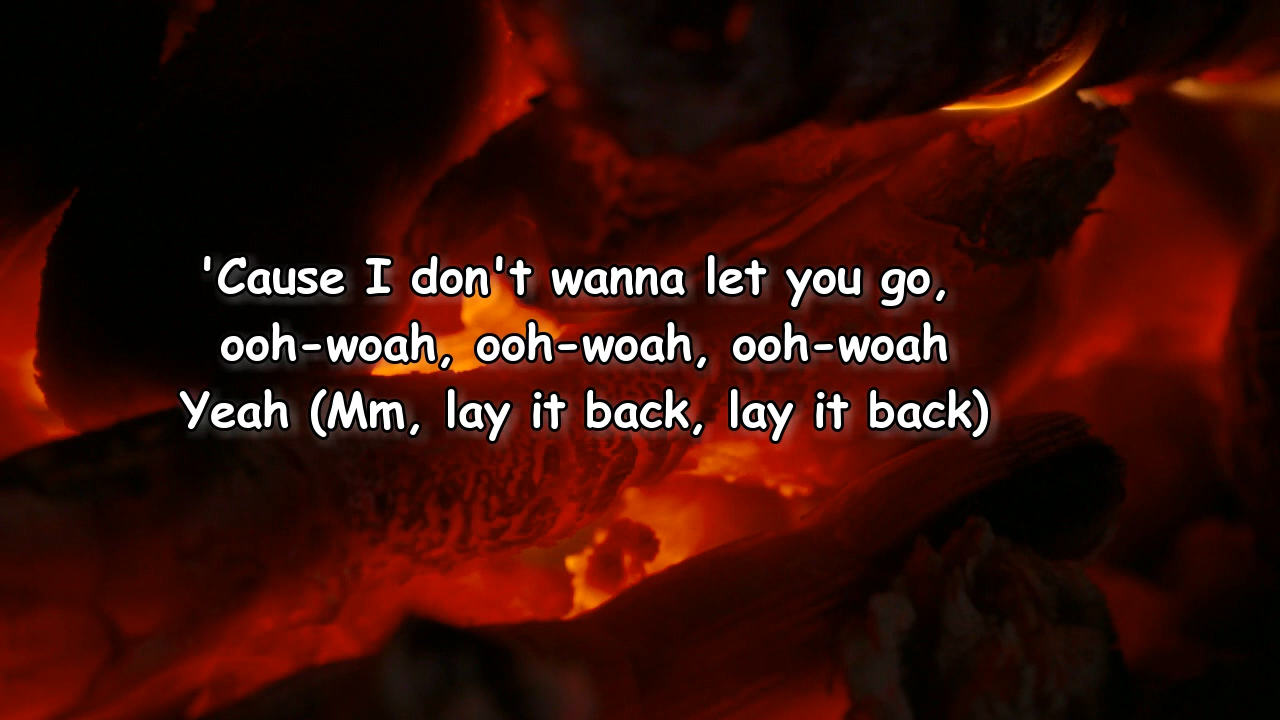 'Cause I don't wanna let you go,
ooh-woah, ooh-woah, ooh-woah
Yeah (Mm, lay it back, lay it back)